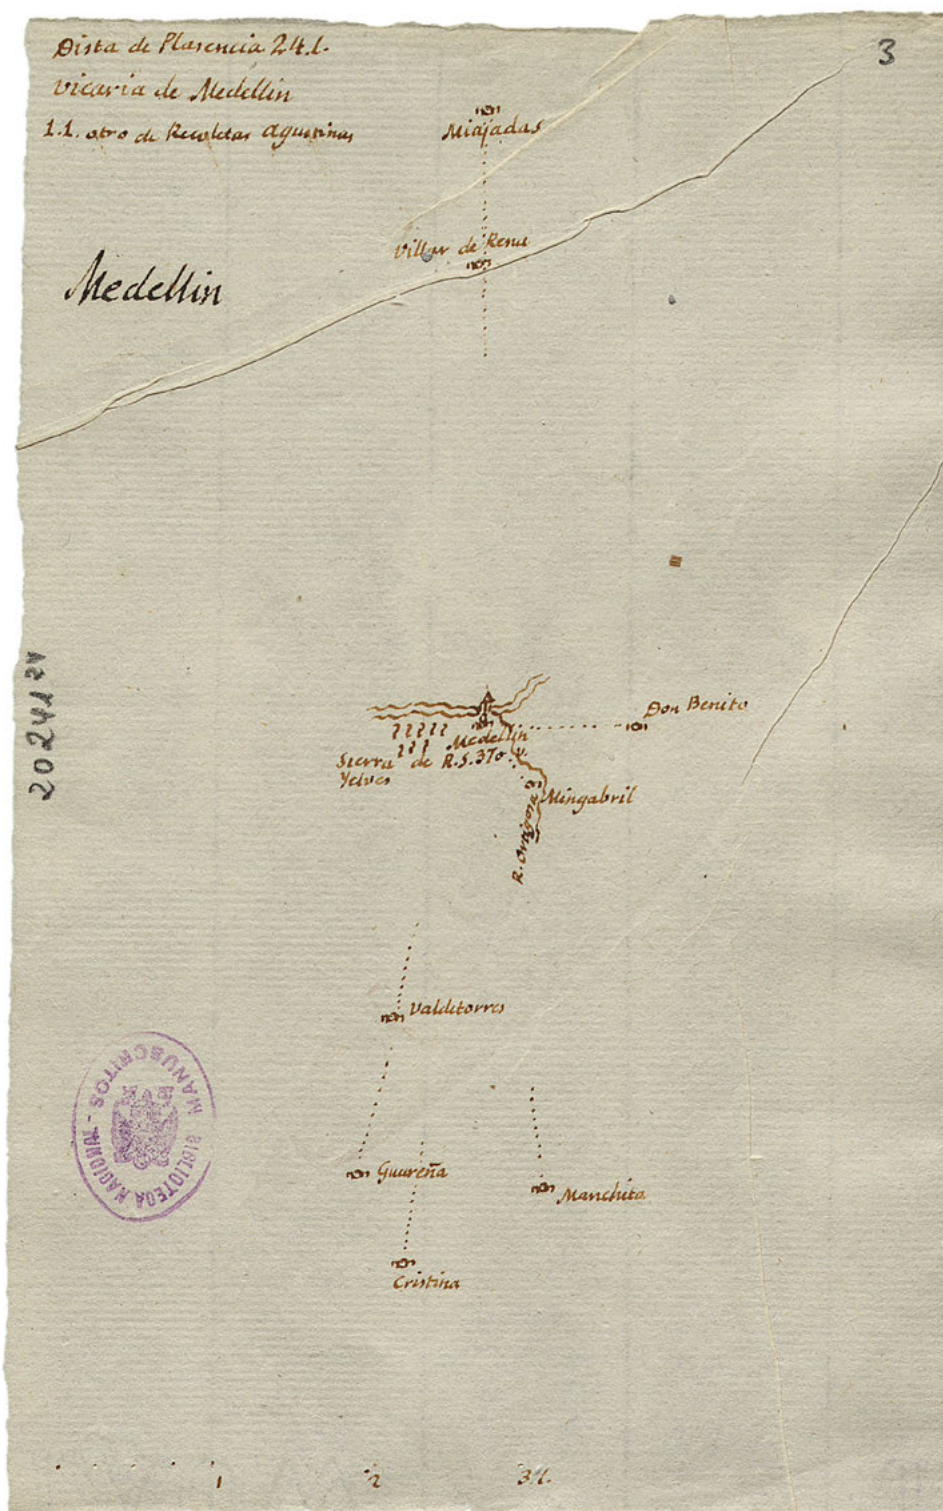 Dista de Plasencia 24.l.
vicaria de Medellin
1.1. otro de Recoletas agustinas
3
Miajadas
Villar de Rena
Medellin
20241 24
Don Benito
Medellin
Sierra de R.S.370.v.
Yelves
Mingabril
R. Ortigosa
Valdetorres
Guareña
Manchita
Cristina
BIBLIOTECA NACIONAL - MANUSCRITOS
1 2 3 l.